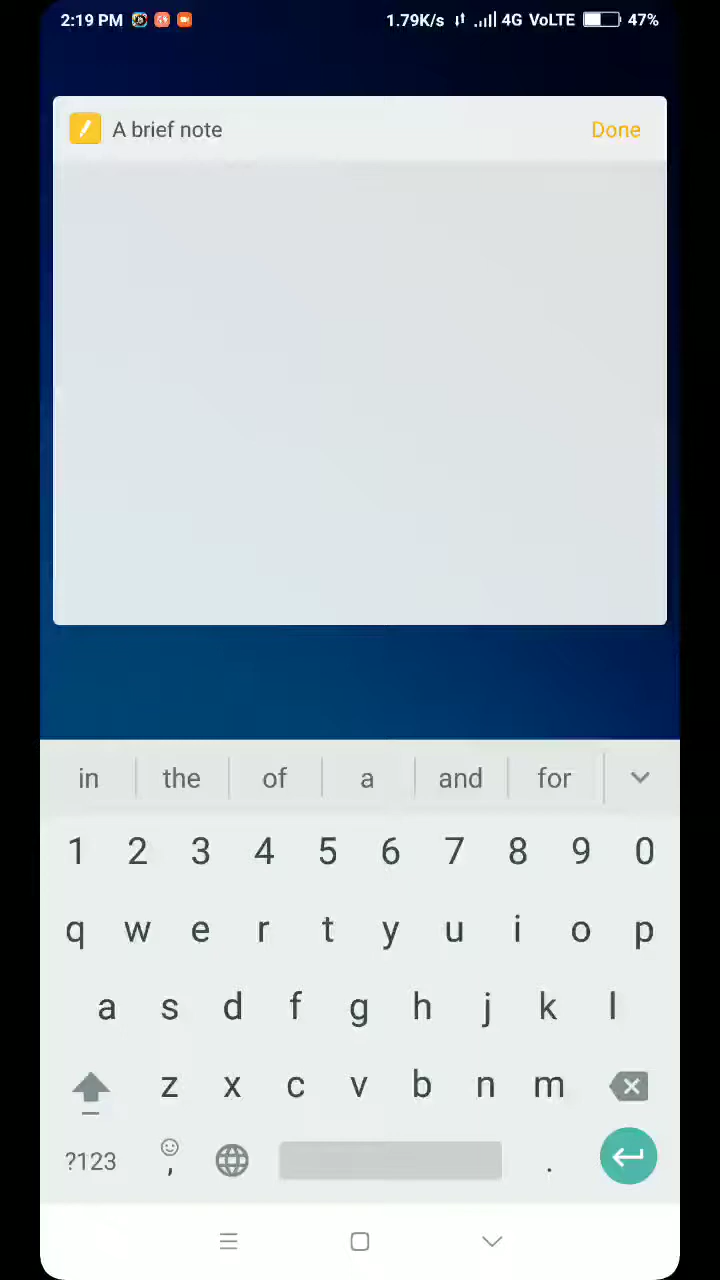 2:19 PM 1.79K/s 4G VoLTE 47%
A brief note Done
in the of a and for
1 2 3 4 5 6 7 8 9 0
q w e r t y u i o p
a s d f g h j k l
z x c v b n m
?123 , .